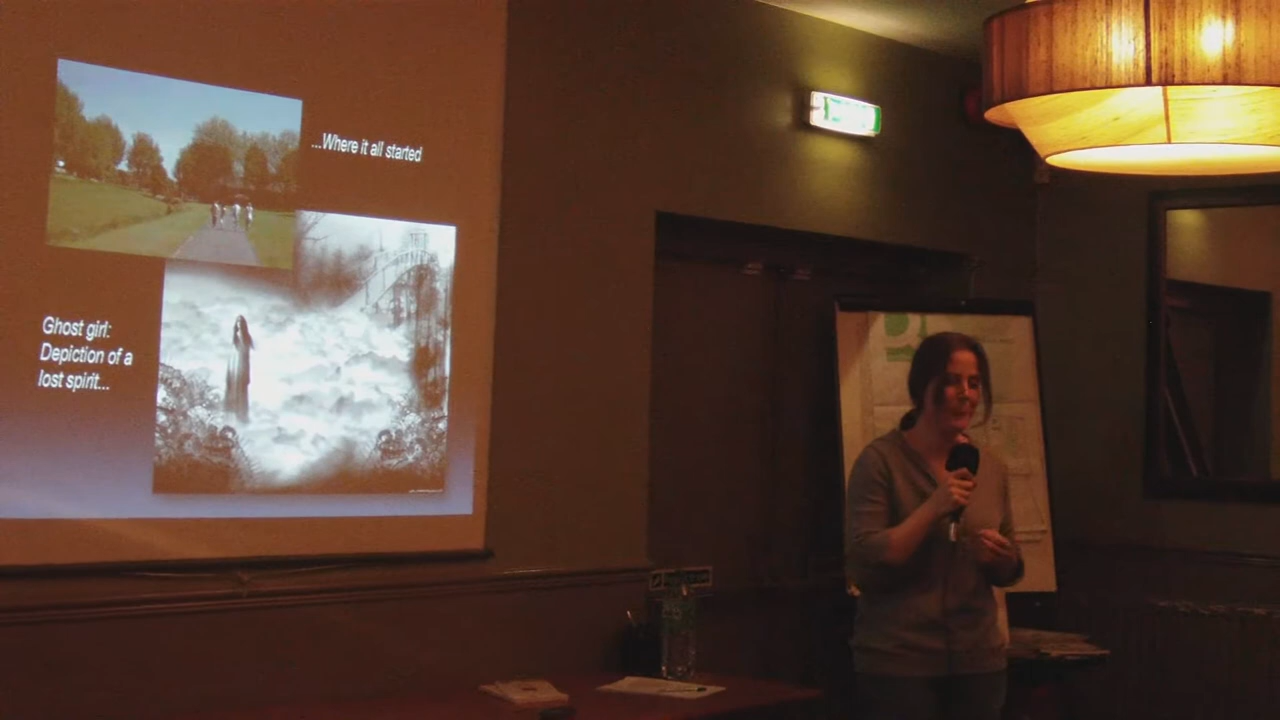 ...Where it all started
Ghost girl:
Depiction of a
lost spirit...